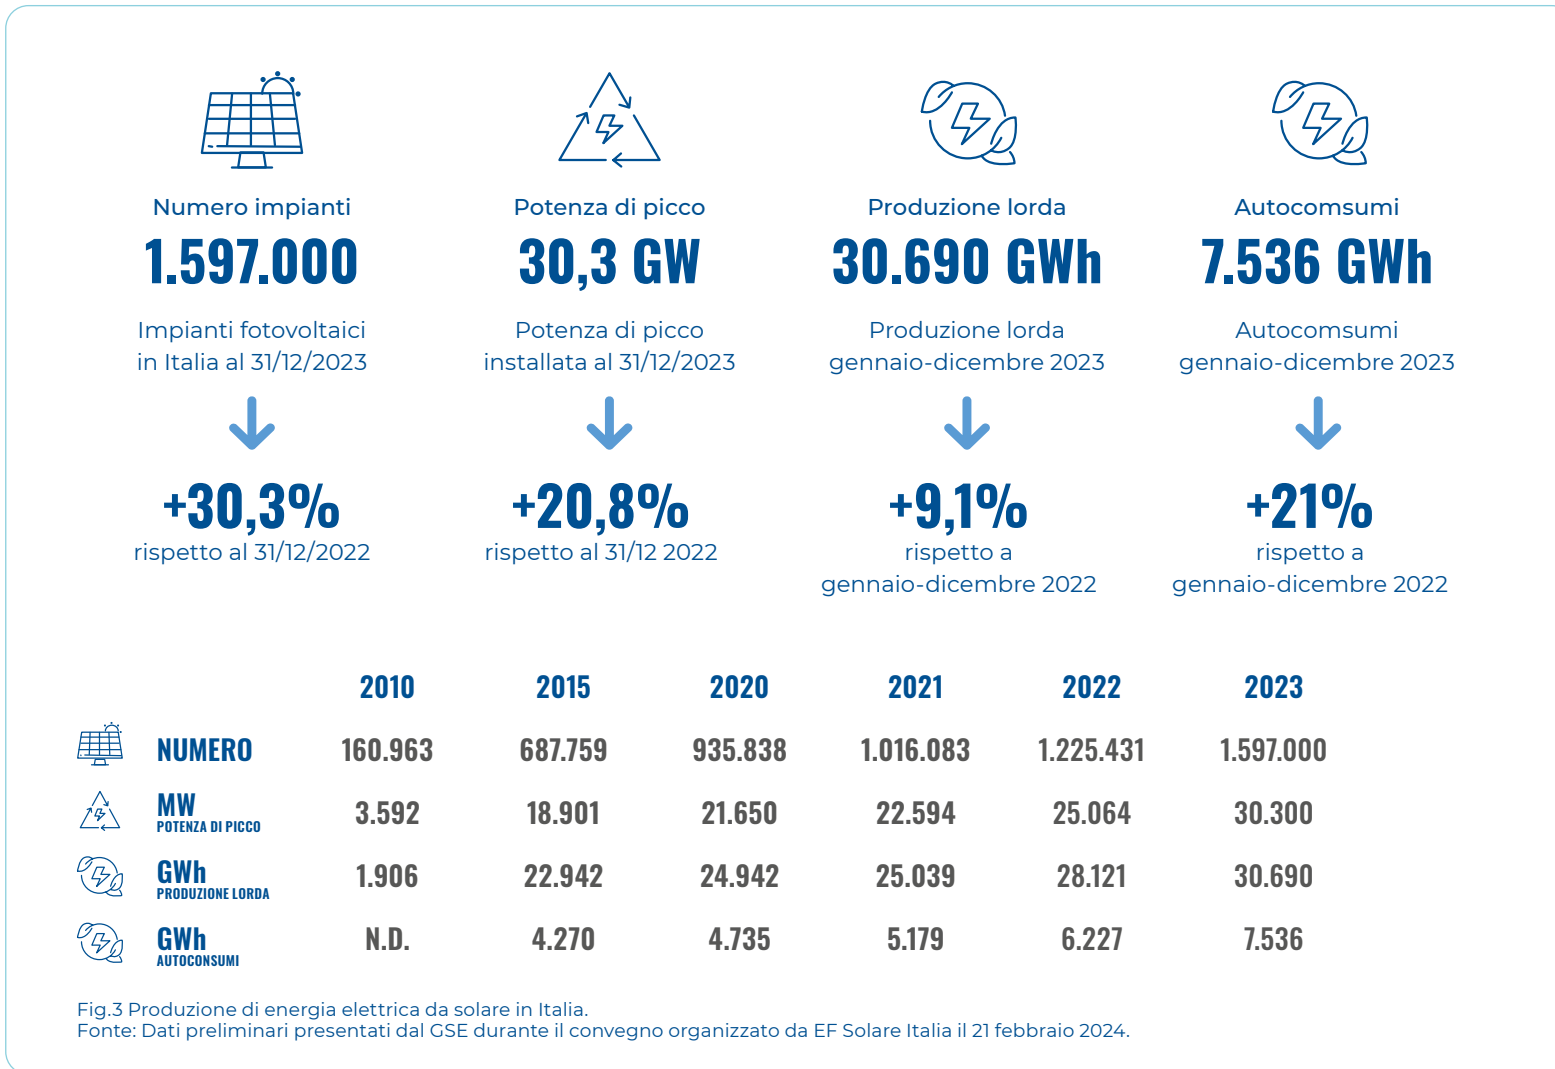 Numero impianti
1.597.000
Impianti fotovoltaici
in Italia al 31/12/2023
+30,3%
rispetto al 31/12/2022
Potenza di picco
30,3 GW
Potenza di picco
installata al 31/12/2023
+20,8%
rispetto al 31/12 2022
Produzione lorda
30.690 GWh
Produzione lorda
gennaio-dicembre 2023
+9,1%
rispetto a
gennaio-dicembre 2022
Autocomsumi
7.536 GWh
Autocomsumi
gennaio-dicembre 2023
+21%
rispetto a
gennaio-dicembre 2022
2010 2015 2020 2021 2022 2023
NUMERO 160.963 687.759 935.838 1.016.083 1.225.431 1.597.000
MW
POTENZA DI PICCO
3.592 18.901 21.650 22.594 25.064 30.300
GWh
PRODUZIONE LORDA
1.906 22.942 24.942 25.039 28.121 30.690
GWh
AUTOCONSUMI
N.D. 4.270 4.735 5.179 6.227 7.536
Fig.3 Produzione di energia elettrica da solare in Italia.
Fonte: Dati preliminari presentati dal GSE durante il convegno organizzato da EF Solare Italia il 21 febbraio 2024.